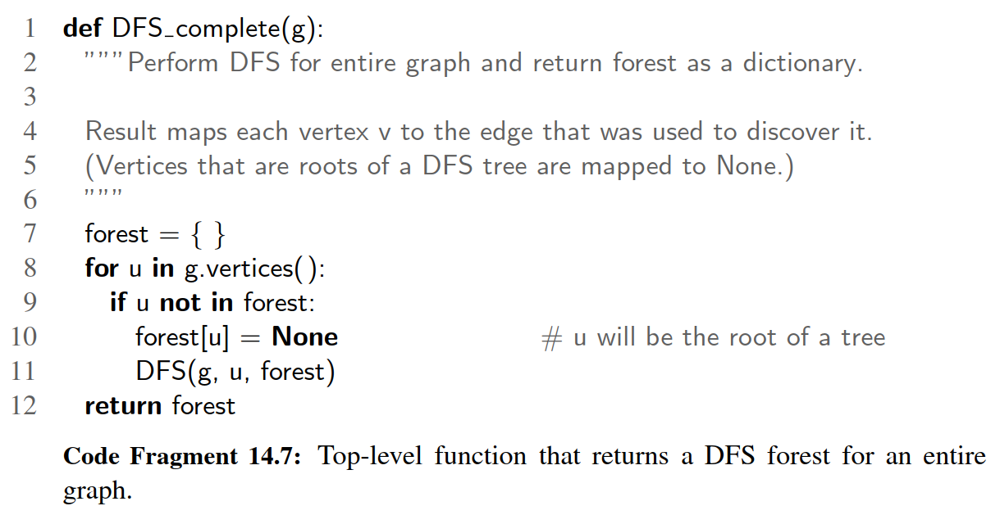 1 def DFS_complete(g):
2 """Perform DFS for entire graph and return forest as a dictionary.
3
4 Result maps each vertex v to the edge that was used to discover it.
5 (Vertices that are roots of a DFS tree are mapped to None.)
6 """
7 forest = { }
8 for u in g.vertices( ):
9 if u not in forest:
10 forest[u] = None # u will be the root of a tree
11 DFS(g, u, forest)
12 return forest
Code Fragment 14.7: Top-level function that returns a DFS forest for an entire
graph.